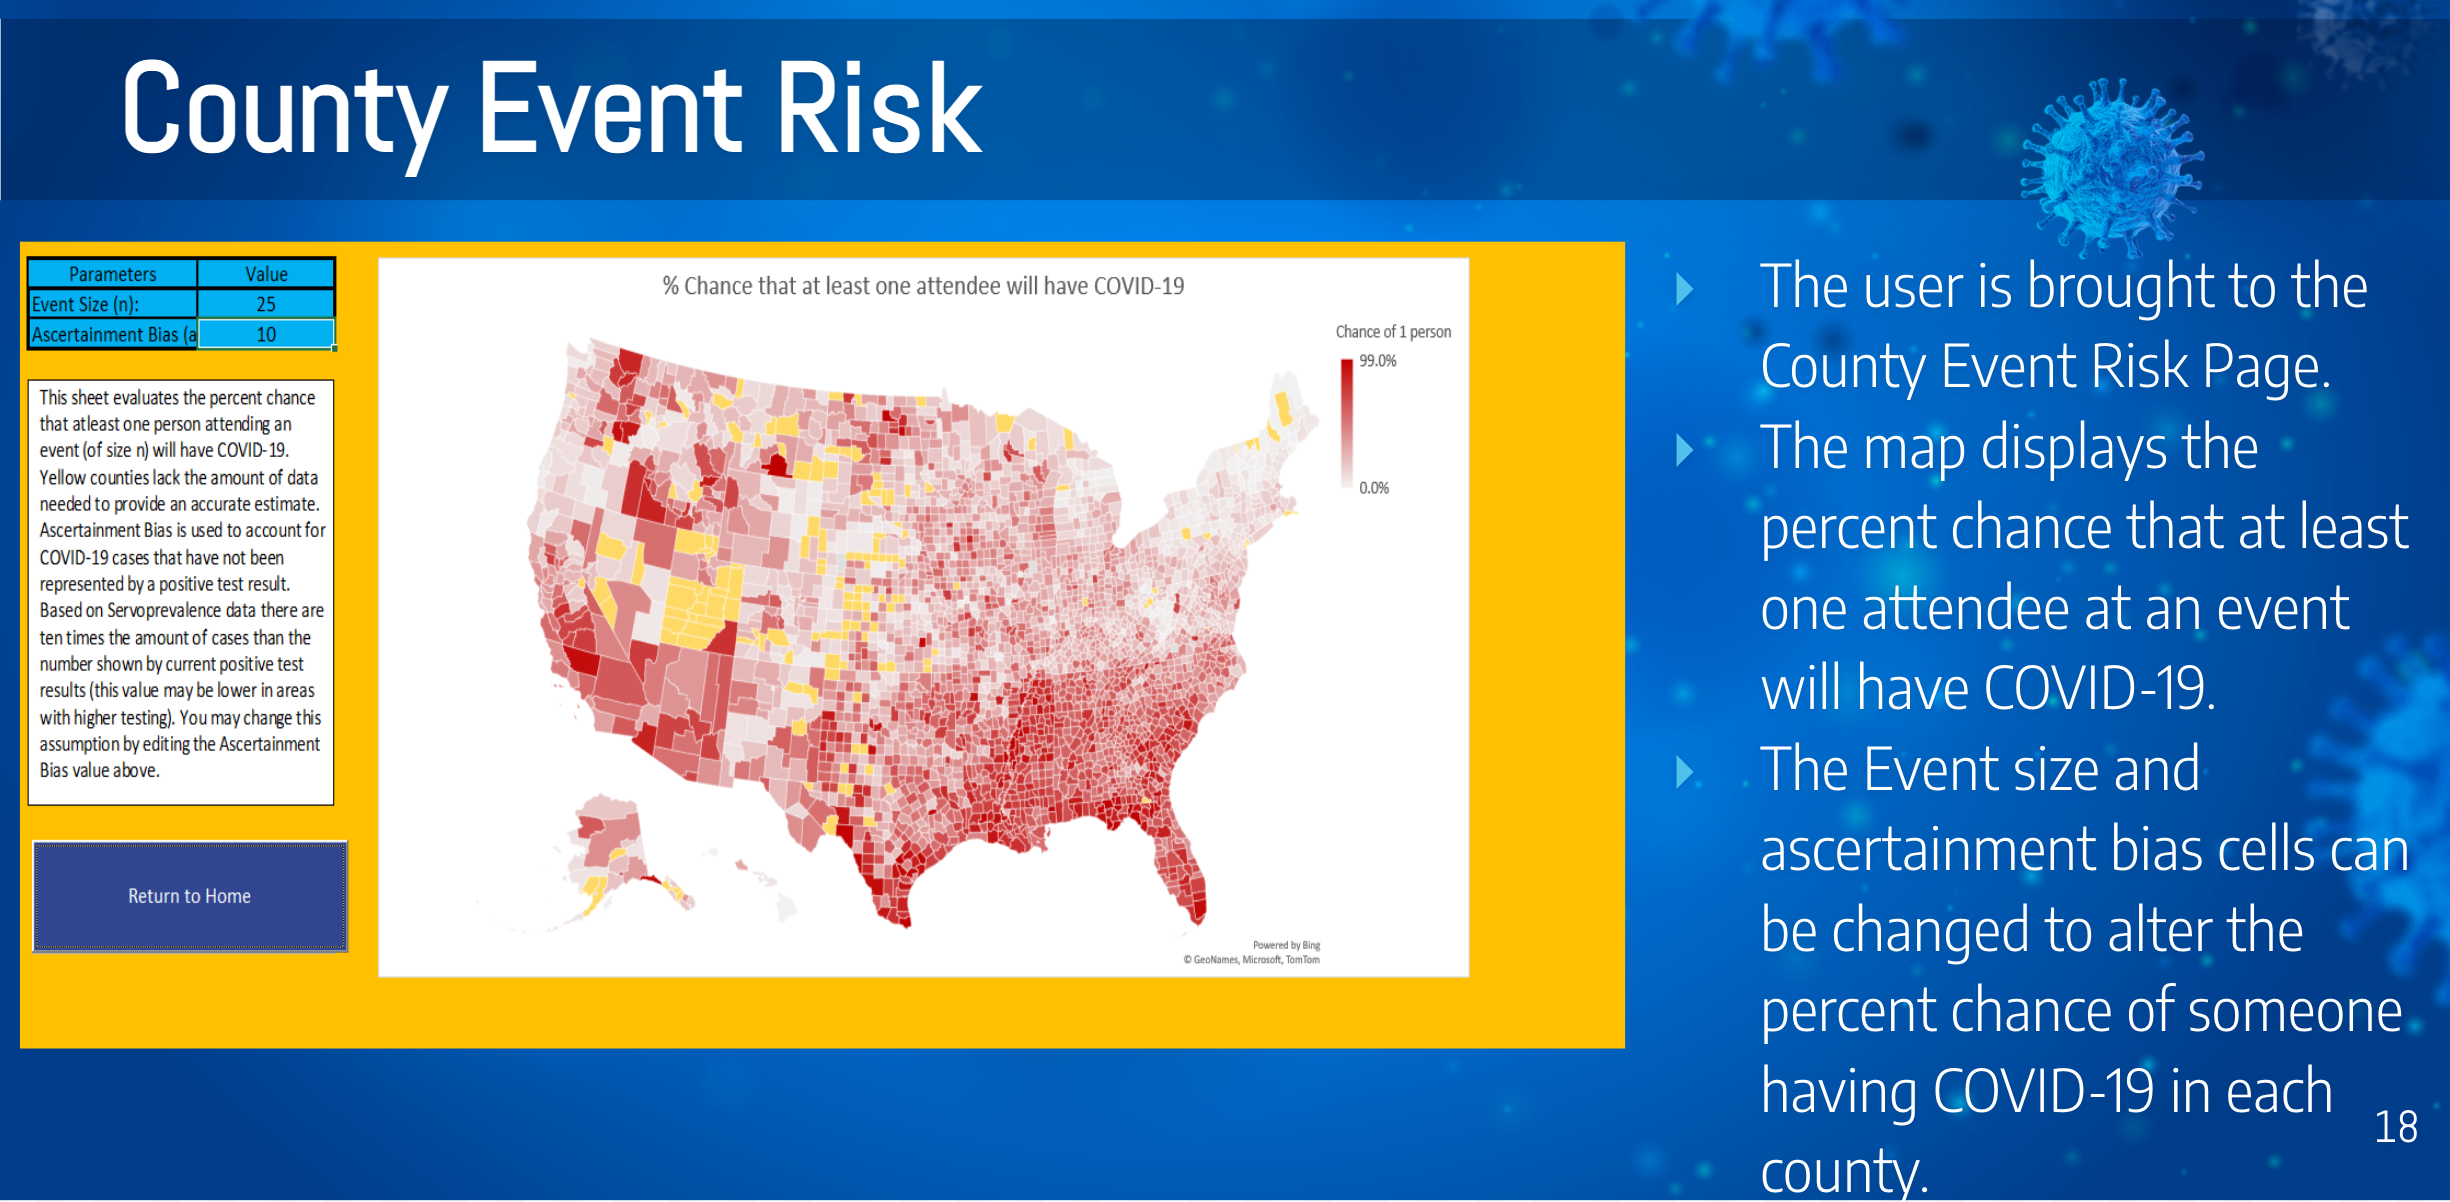 County Event Risk
Parameters Value
Event Size (n): 25
Ascertainment Bias (a 10
This sheet evaluates the percent chance
that atleast one person attending an
event (of size n) will have COVID-19.
Yellow counties lack the amount of data
needed to provide an accurate estimate.
Ascertainment Bias is used to account for
COVID-19 cases that have not been
represented by a positive test result.
Based on Servoprevalence data there are
ten times the amount of cases than the
number shown by current positive test
results (this value may be lower in areas
with higher testing). You may change this
assumption by editing the Ascertainment
Bias value above.
Return to Home
% Chance that at least one attendee will have COVID-19
Chance of 1 person
99.0%
0.0%
Powered by Bing
© GeoNames, Microsoft, TomTom
The user is brought to the
County Event Risk Page.
The map displays the
percent chance that at least
one attendee at an event
will have COVID-19.
The Event size and
ascertainment bias cells can
be changed to alter the
percent chance of someone
having COVID-19 in each
county.
18